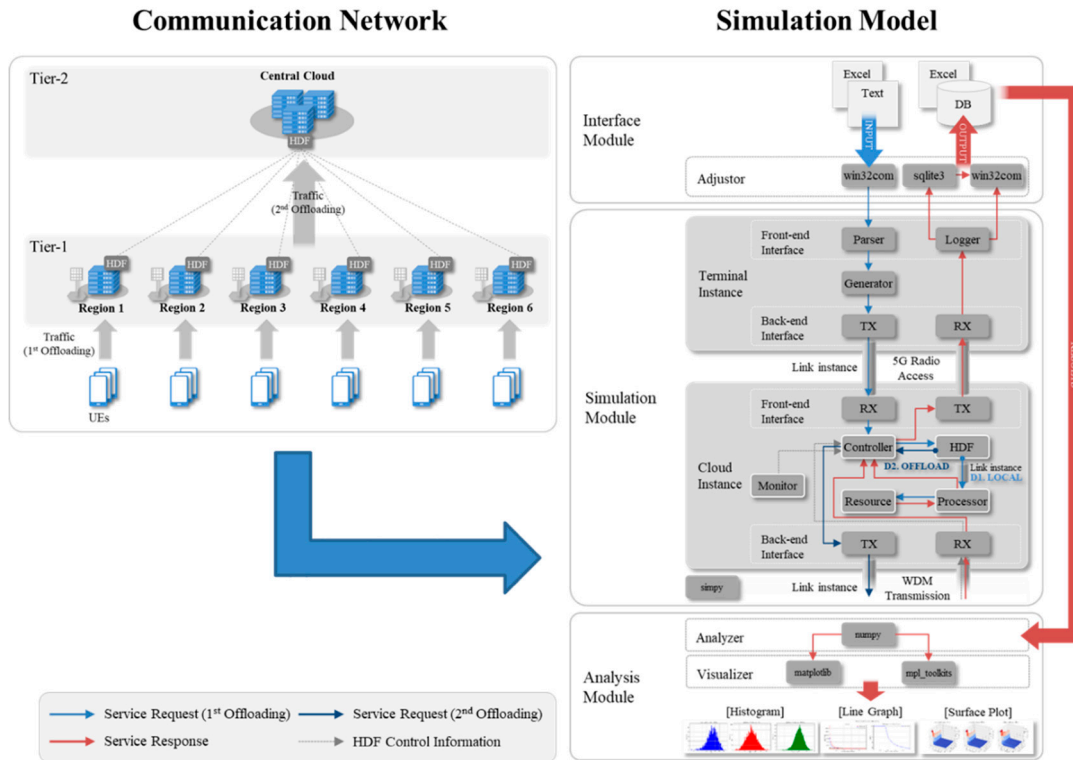 Communication Network
Tier-2
Central Cloud
HDF
Traffic
(2nd Offloading)
Tier-1
HDF
HDF
HDF
HDF
HDF
HDF
Region 1
Region 2
Region 3
Region 4
Region 5
Region 6
Traffic
(1st Offloading)
UEs
Service Request (1st Offloading)
Service Request (2nd Offloading)
Service Response
HDF Control Information
Simulation Model
Interface
Module
Excel
Text
Excel
DB
INPUT
OUTPUT
Adjustor
win32com
sqlite3
win32com
Simulation
Module
Terminal
Instance
Front-end
Interface
Parser
Logger
Generator
Back-end
Interface
TX
RX
Link instance
5G Radio
Access
Cloud
Instance
Front-end
Interface
RX
TX
Controller
HDF
D2. OFFLOAD
Link instance
D1. LOCAL
Monitor
Resource
Processor
Back-end
Interface
TX
RX
simpy
Link instance
WDM
Transmission
Analysis
Module
Analyzer
numpy
Visualizer
matplotlib
mpl_toolkits
[Histogram]
[Line Graph]
[Surface Plot]